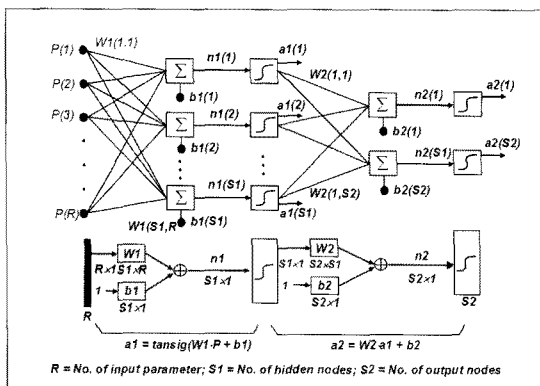 P(1) W1(1.1) n1(1) a1(1)
Σ
W2(1,1) n2(1) a2(1)
P(2) b1(1)
Σ
P(3) n1(2) a1(2)
Σ
b2(1)
b1(2) n2(S1) a2(S2)
Σ
n1(S1)
Σ
W2(1,S2) b2(S2)
P(R) W1(S1,R b1(S1) a1(S1)
W1 n1 W2 n2
R×1 S1×R S1×1 S1×1 S2×S1 S2×1
1 b1 1 b2
R S1×1 S2×1 S2
a1 = tansig(W1·P + b1) a2 = W2·a1 + b2
R = No. of input parameter; S1 = No. of hidden nodes; S2 = No. of output nodes